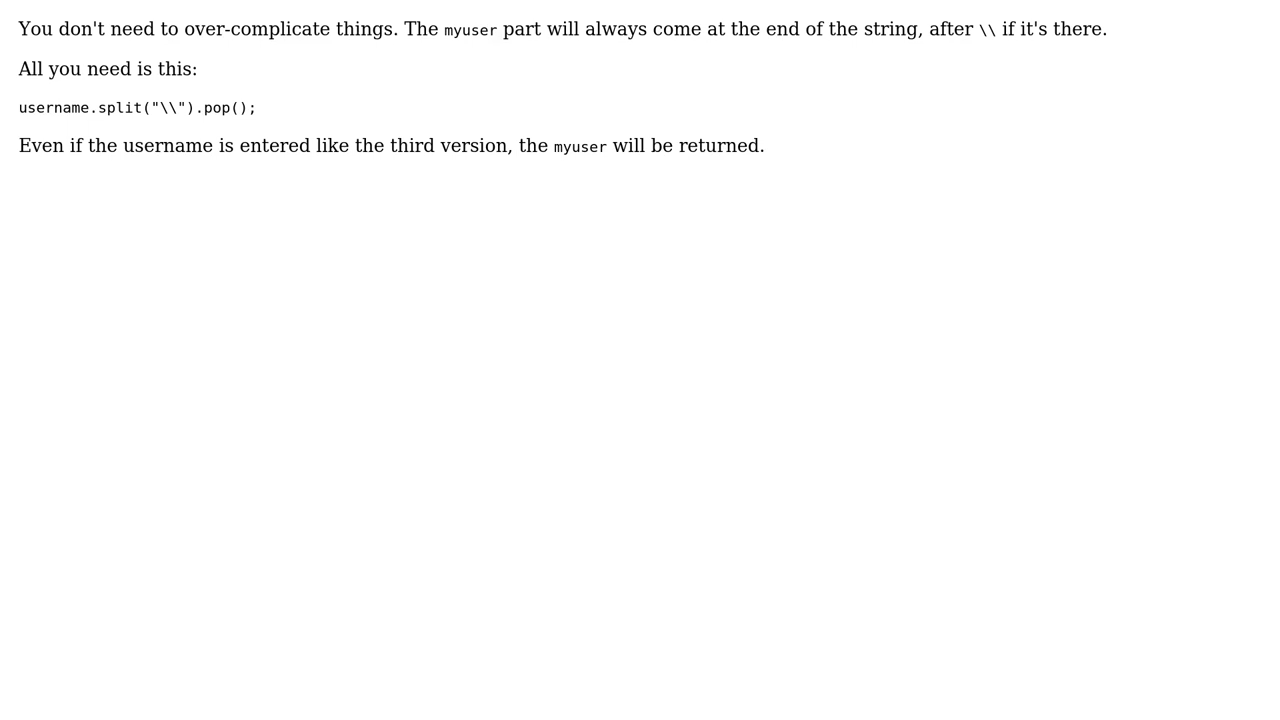 You don't need to over-complicate things. The myuser part will always come at the end of the string, after \\ if it's there.
All you need is this:
username.split("\\").pop();
Even if the username is entered like the third version, the myuser will be returned.